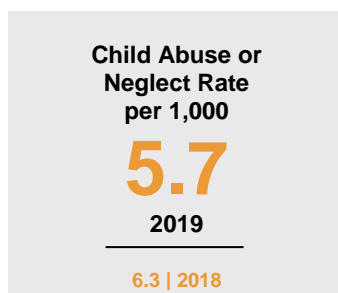 Child Abuse or
Neglect Rate
per 1,000
5.7
2019
6.3 | 2018